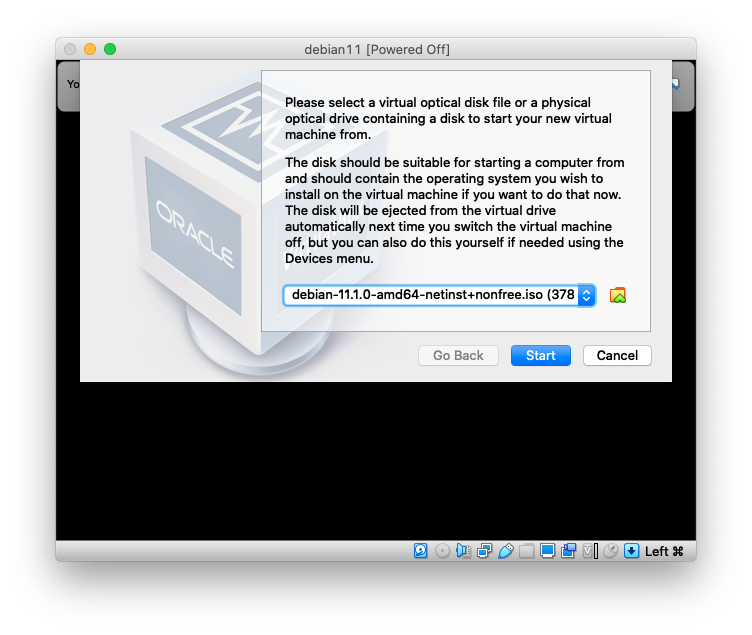 debian11 [Powered Off]
Yo
Please select a virtual optical disk file or a physical
optical drive containing a disk to start your new virtual
machine from.
The disk should be suitable for starting a computer from
and should contain the operating system you wish to
install on the virtual machine if you want to do that now.
The disk will be ejected from the virtual drive
automatically next time you switch the virtual machine
off, but you can also do this yourself if needed using the
Devices menu.
ORACLE
debian-11.1.0-amd64-netinst+nonfree.iso (378
Go Back
Start
Cancel
V
Left ⌘